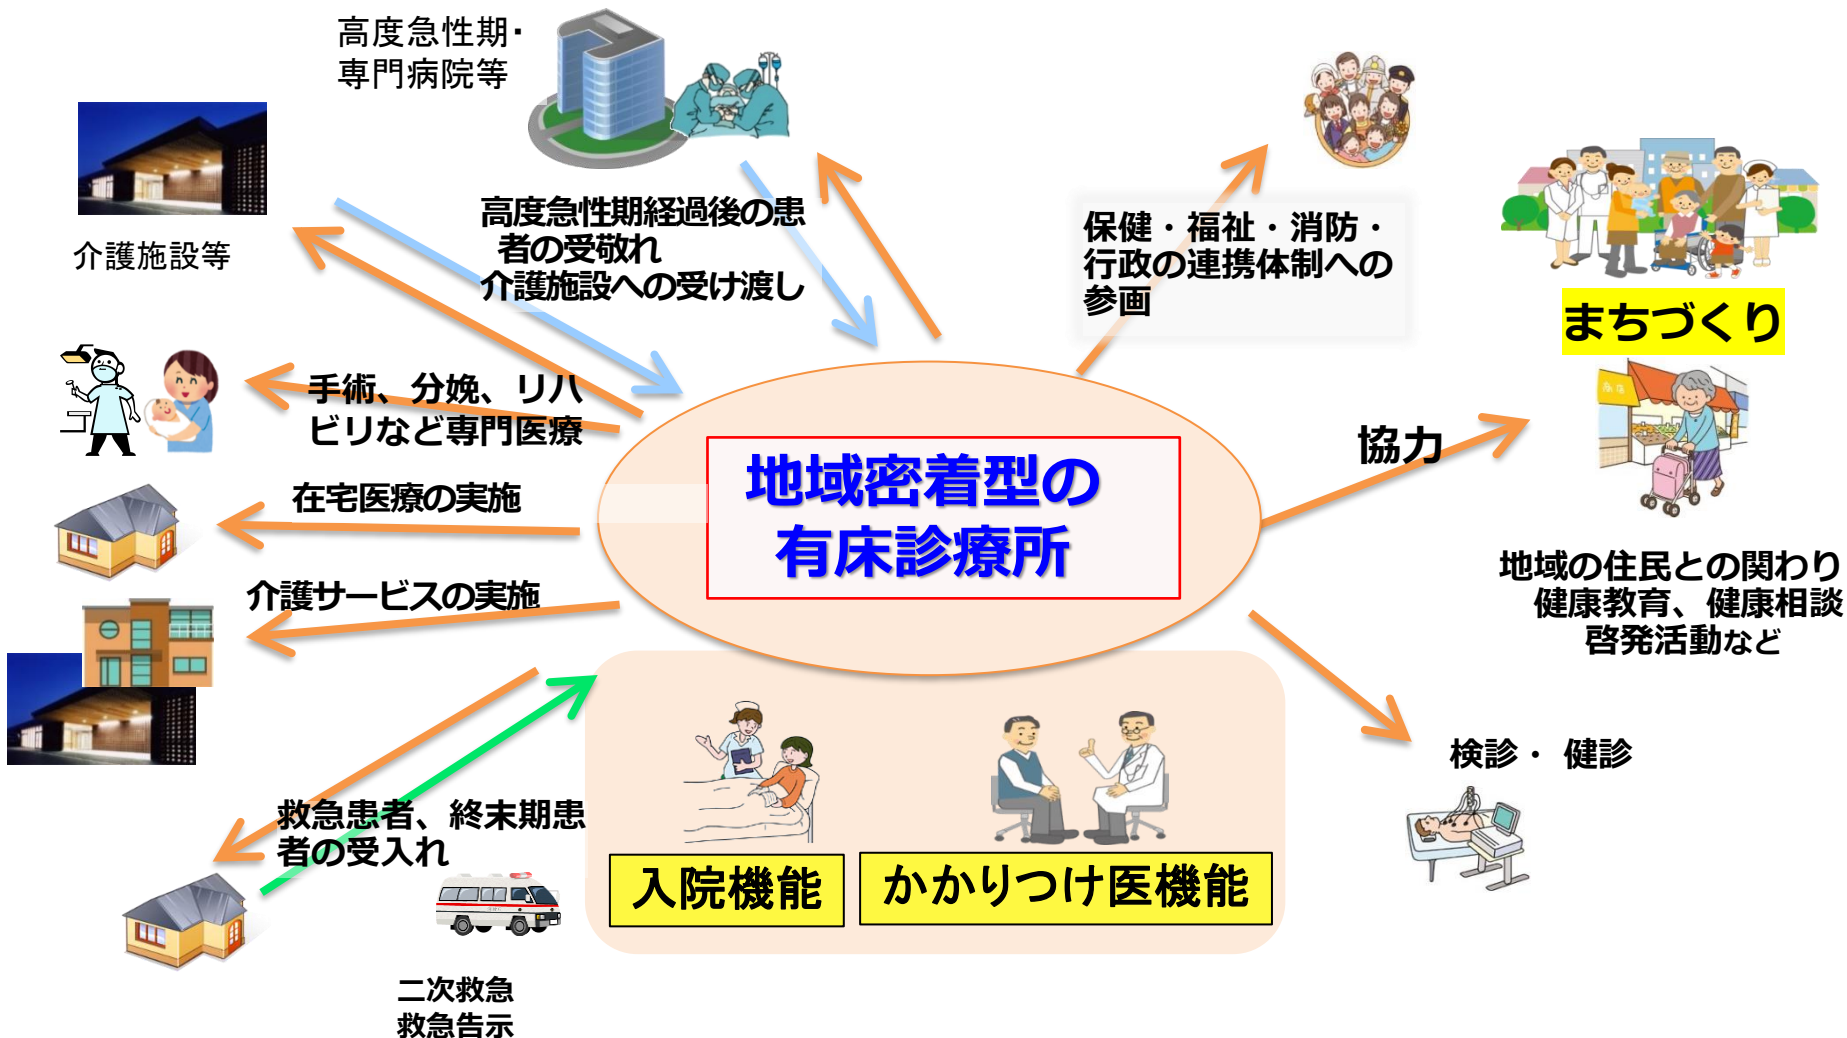 高度急性期・
専門病院等
介護施設等
高度急性期経過後の患
者の受敬れ
介護施設への受け渡し
保健・福祉・消防・
行政の連携体制への
参画
まちづくり
手術、分娩、リハ
ビリなど専門医療
協力
地域密着型の
有床診療所
在宅医療の実施
介護サービスの実施
地域の住民との関わり
健康教育、健康相談
啓発活動など
検診・ 健診
救急患者、終末期患
者の受入れ
入院機能
かかりつけ医機能
二次救急
救急告示